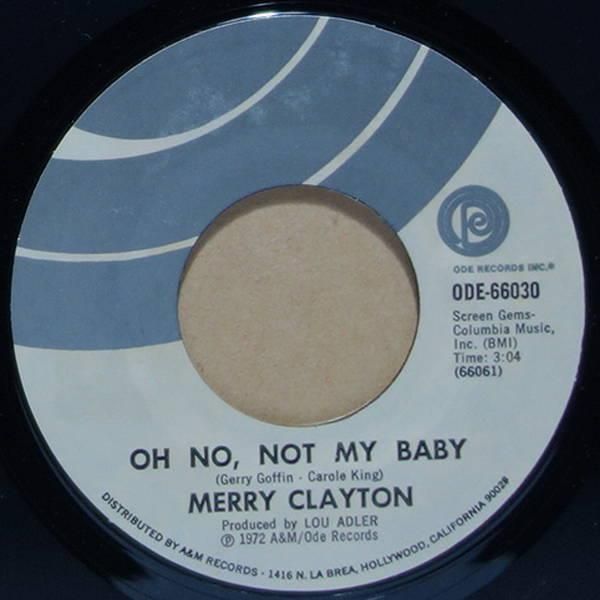 ODE RECORDS INC.®
ODE-66030
Screen Gems-
Columbia Music,
Inc. (BMI)
Time: 3:04
(66061)
OH NO, NOT MY BABY
(Gerry Goffin - Carole King)
MERRY CLAYTON
Produced by LOU ADLER
℗ 1972 A&M/Ode Records
DISTRIBUTED BY A&M RECORDS · 1416 N. LA BREA, HOLLYWOOD, CALIFORNIA 90028